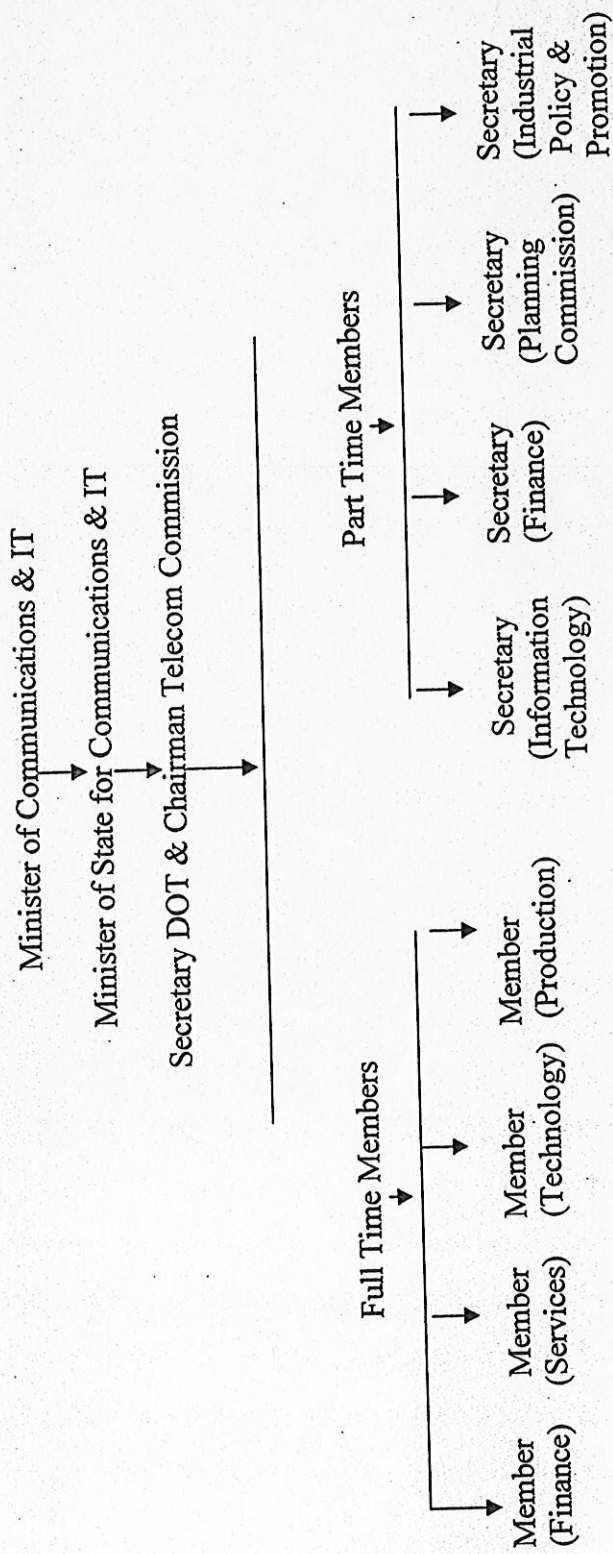 Minister of Communications & IT
Minister of State for Communications & IT
Secretary DOT & Chairman Telecom Commission
Full Time Members
Part Time Members
Member
(Finance)
Member
(Services)
Member
(Technology)
Member
(Production)
Secretary
(Information
Technology)
Secretary
(Finance)
Secretary
(Planning
Commission)
Secretary
(Industrial
Policy &
Promotion)